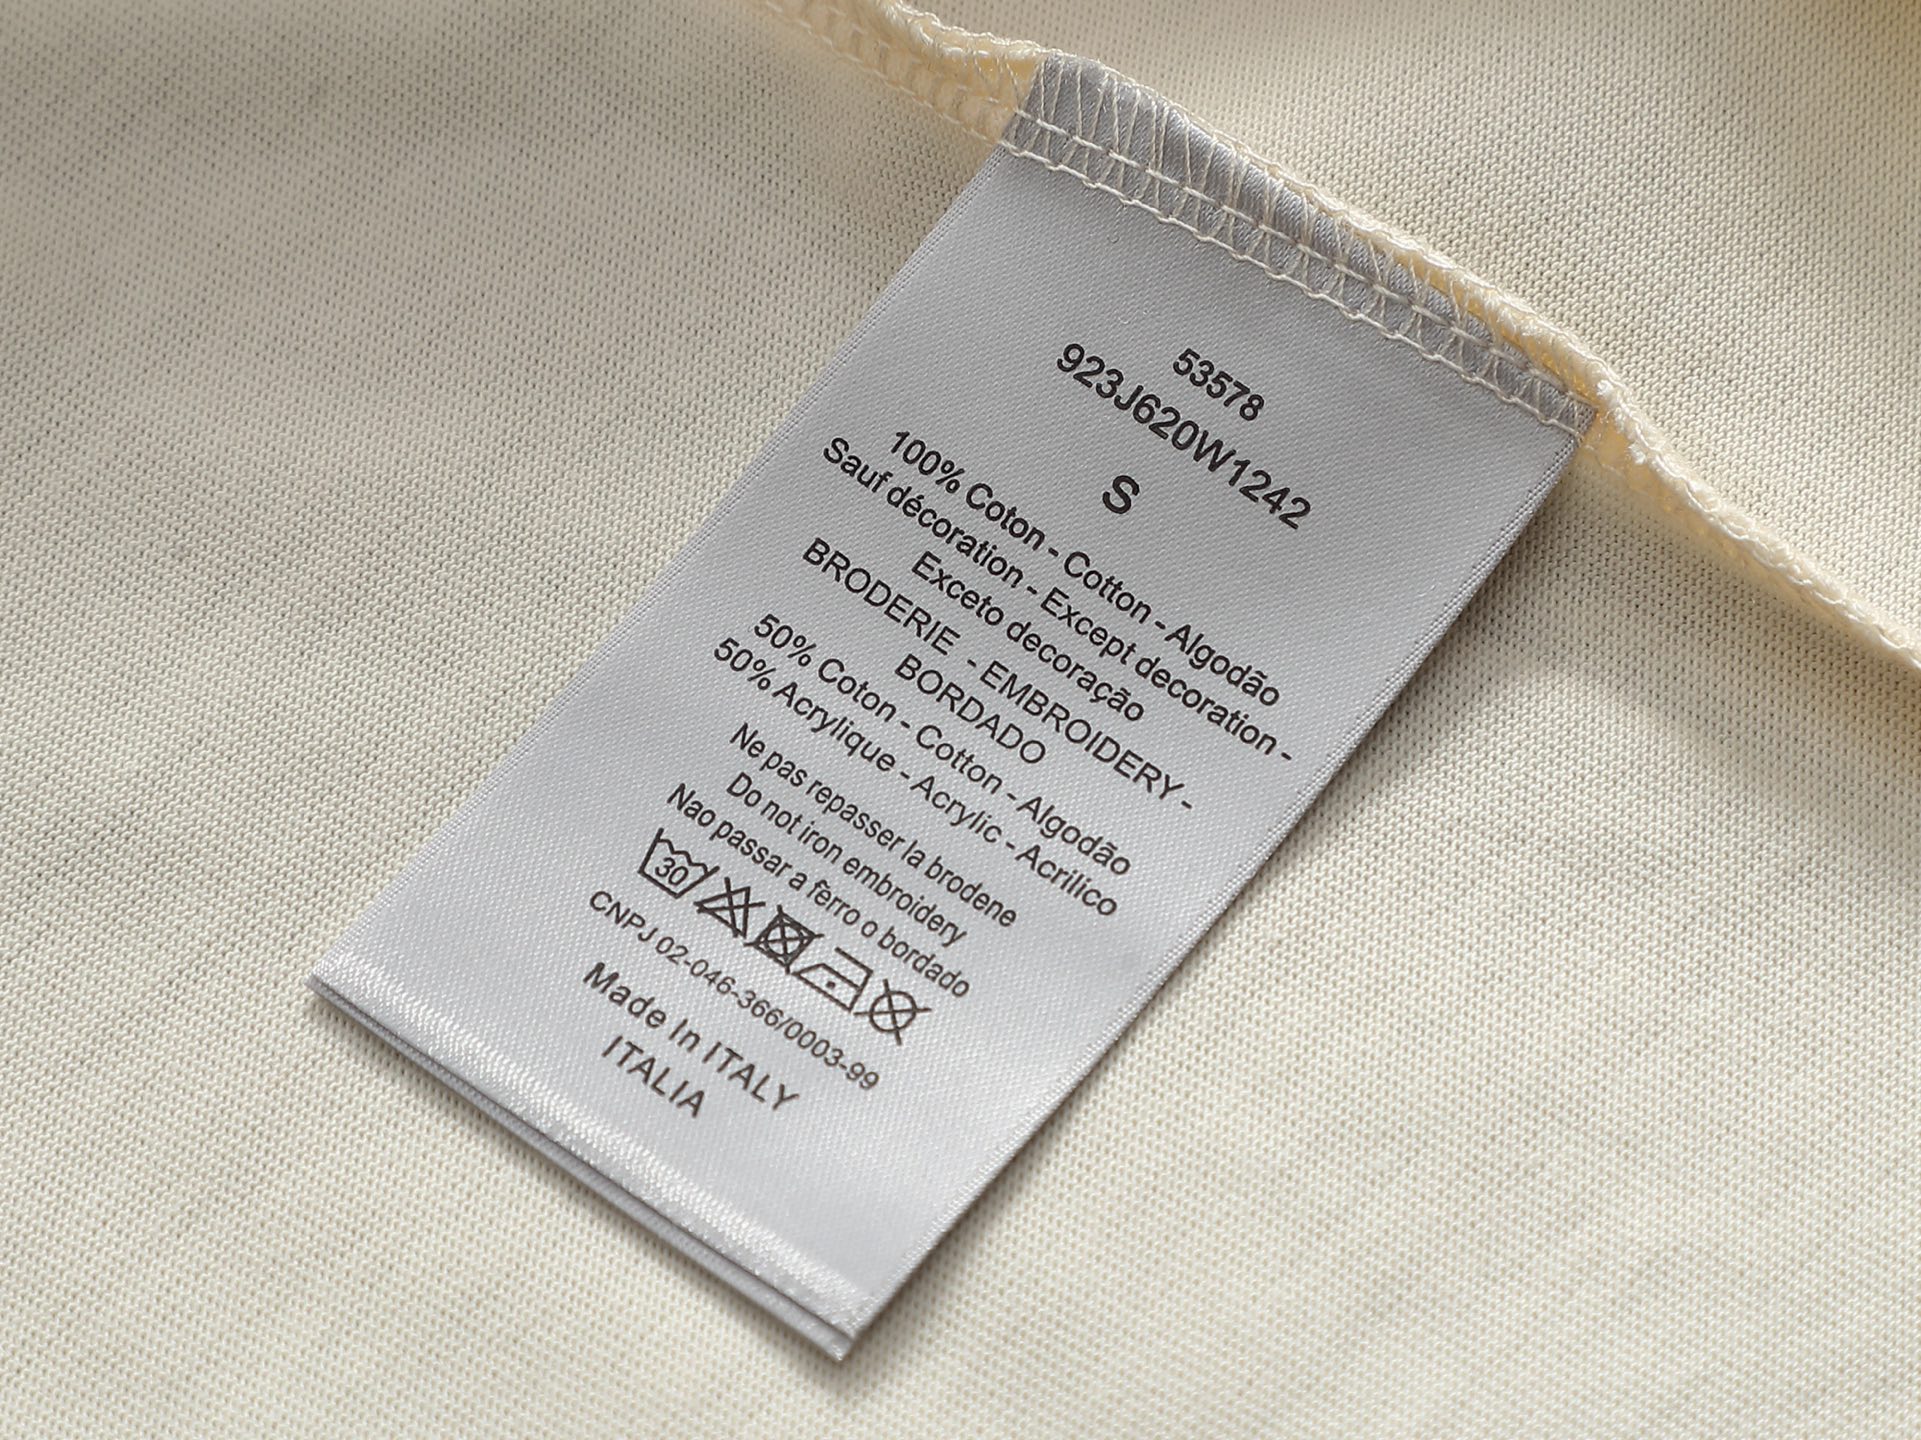 53578
923J620W1242
S
100% Coton - Cotton - Algodão
Sauf décoration - Except decoration -
Exceto decoração
BRODERIE - EMBROIDERY -
BORDADO
50% Coton - Cotton - Algodão
50% Acrylique - Acrylic - Acrilico
Ne pas repasser la brodene
Do not iron embroidery
Nao passar a ferro o bordado
30
CNPJ 02-046-366/0003-99
Made In ITALY
ITALIA